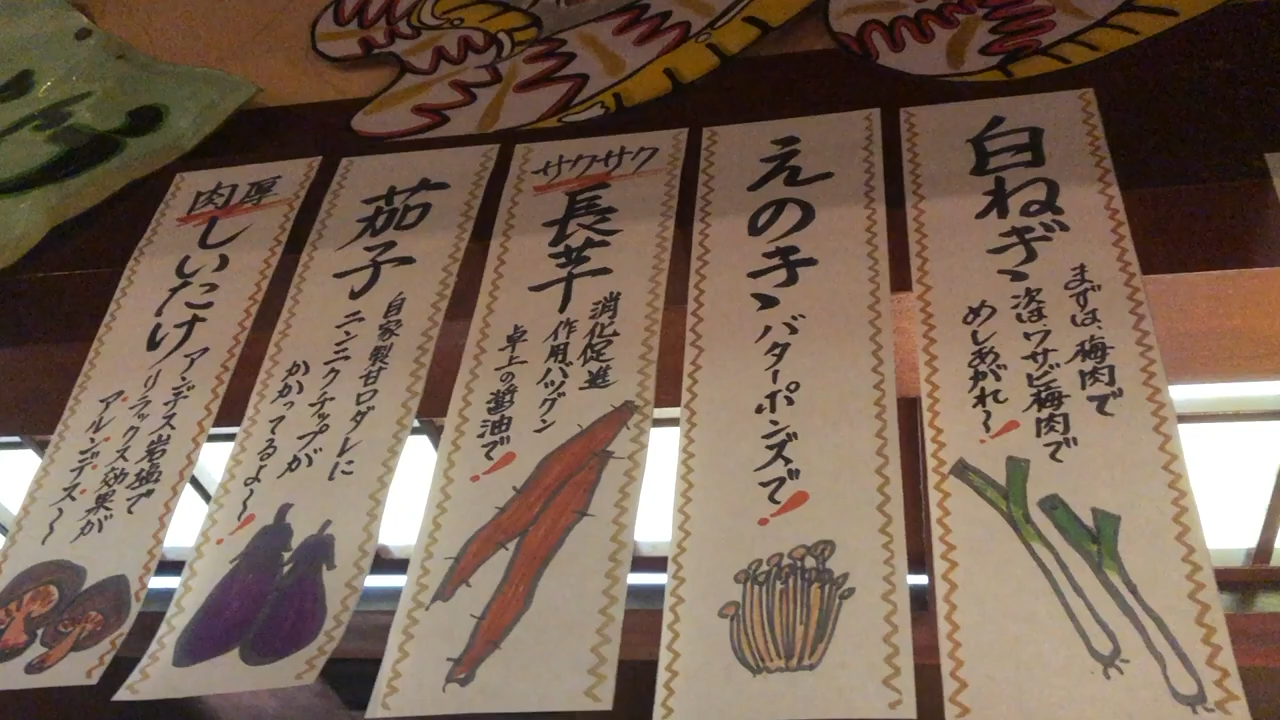 白ねぎ、
まずは、梅肉で
次はワサビ梅肉で
めしあがれ〜!
えのき、バターポンズで!
サクサク
長芋
消化促進
作用バツグン
卓上の醤油で!
茄子
自家製甘口ダレに
ニンニクチップが
かかってるよ〜!
肉厚
しいたけ
アンデス岩塩で
リラックス効果が
アルンデス〜